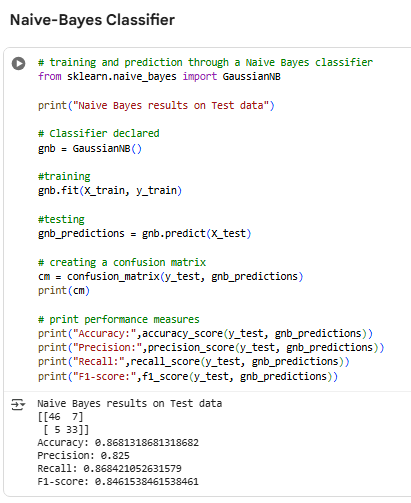 Naive-Bayes Classifier
# training and prediction through a Naive Bayes classifier
from sklearn.naive_bayes import GaussianNB
print("Naive Bayes results on Test data")
# Classifier declared
gnb = GaussianNB()
#training
gnb.fit(X_train, y_train)
#testing
gnb_predictions = gnb.predict(X_test)
# creating a confusion matrix
cm = confusion_matrix(y_test, gnb_predictions)
print(cm)
# print performance measures
print("Accuracy:",accuracy_score(y_test, gnb_predictions))
print("Precision:",precision_score(y_test, gnb_predictions))
print("Recall:",recall_score(y_test, gnb_predictions))
print("F1-score:",f1_score(y_test, gnb_predictions))
Naive Bayes results on Test data
[[46  7]
 [ 5 33]]
Accuracy: 0.8681318681318682
Precision: 0.825
Recall: 0.868421052631579
F1-score: 0.8461538461538461